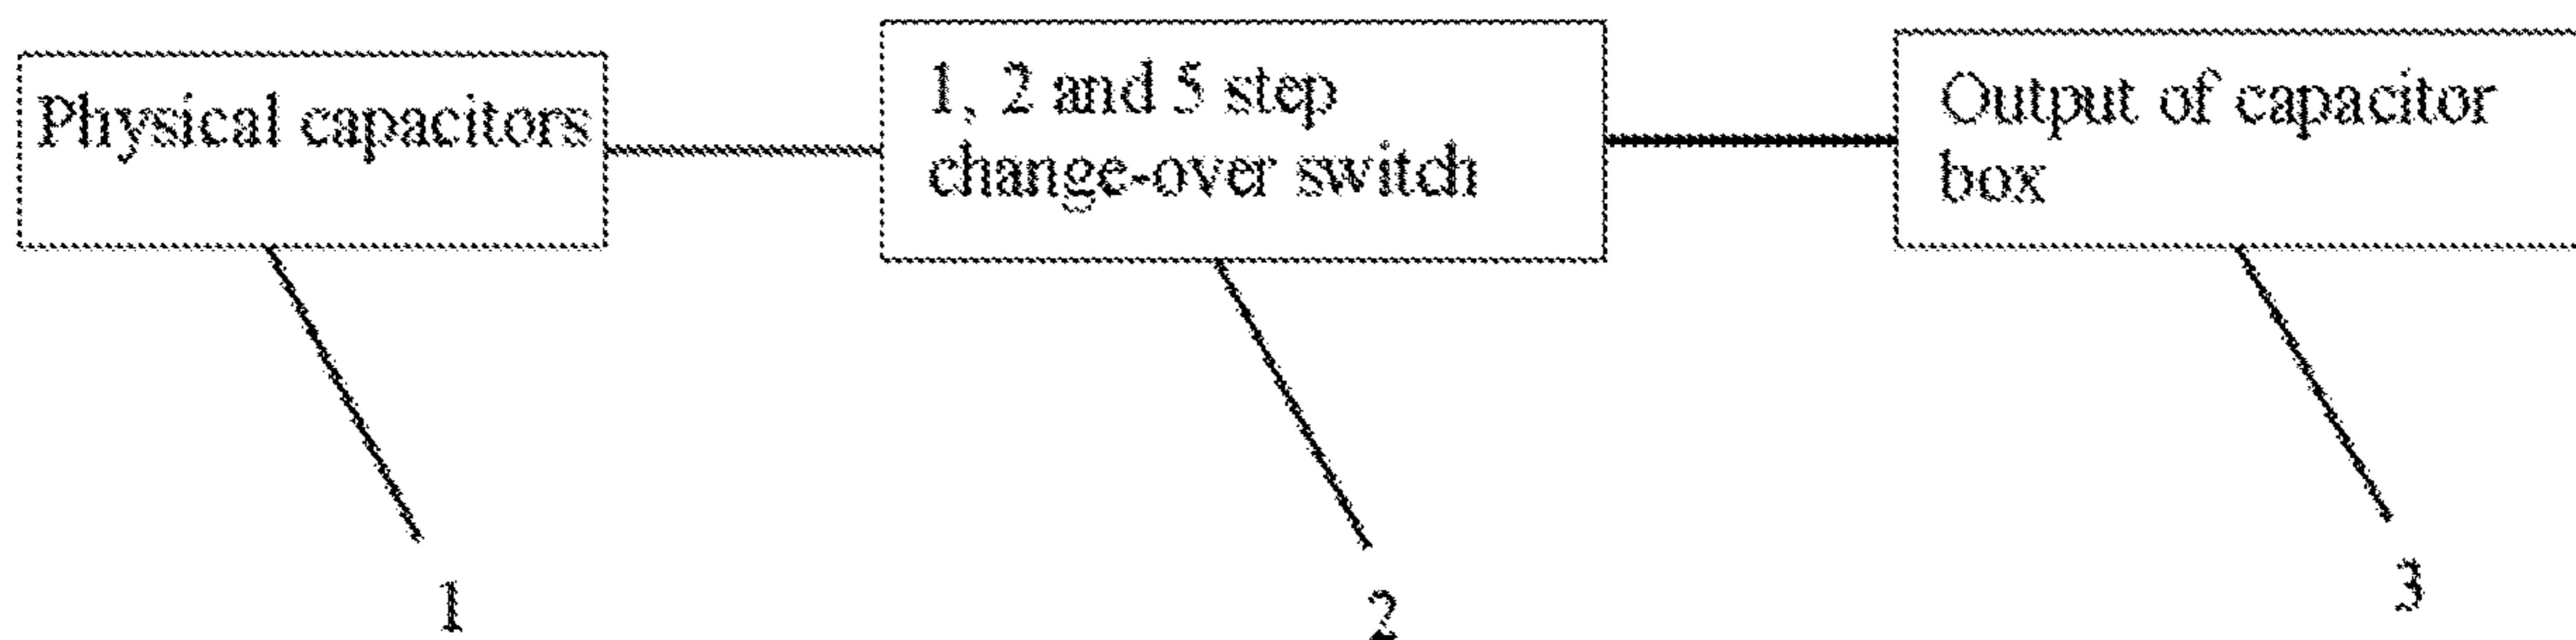 Physical capacitors
1, 2 and 5 step
change-over switch
Output of capacitor
box
1
2
3